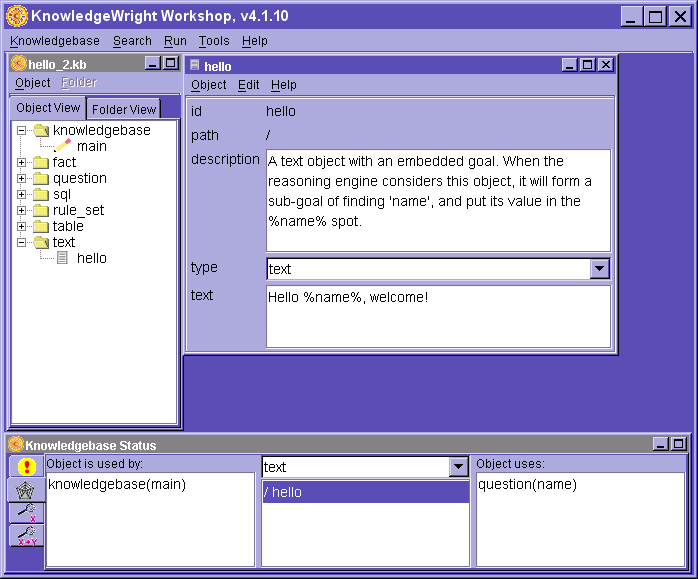 KnowledgeWright Workshop, v4.1.10
Knowledgebase Search Run Tools Help
hello_2.kb
Object Folder
Object View Folder View
knowledgebase
main
fact
question
sql
rule_set
table
text
hello
hello
Object Edit Help
id hello
path /
description A text object with an embedded goal. When the
reasoning engine considers this object, it will form a
sub-goal of finding 'name', and put its value in the
%name% spot.
type text
text Hello %name%, welcome!
Knowledgebase Status
Object is used by: text Object uses:
knowledgebase(main) / hello question(name)
X
X→Y